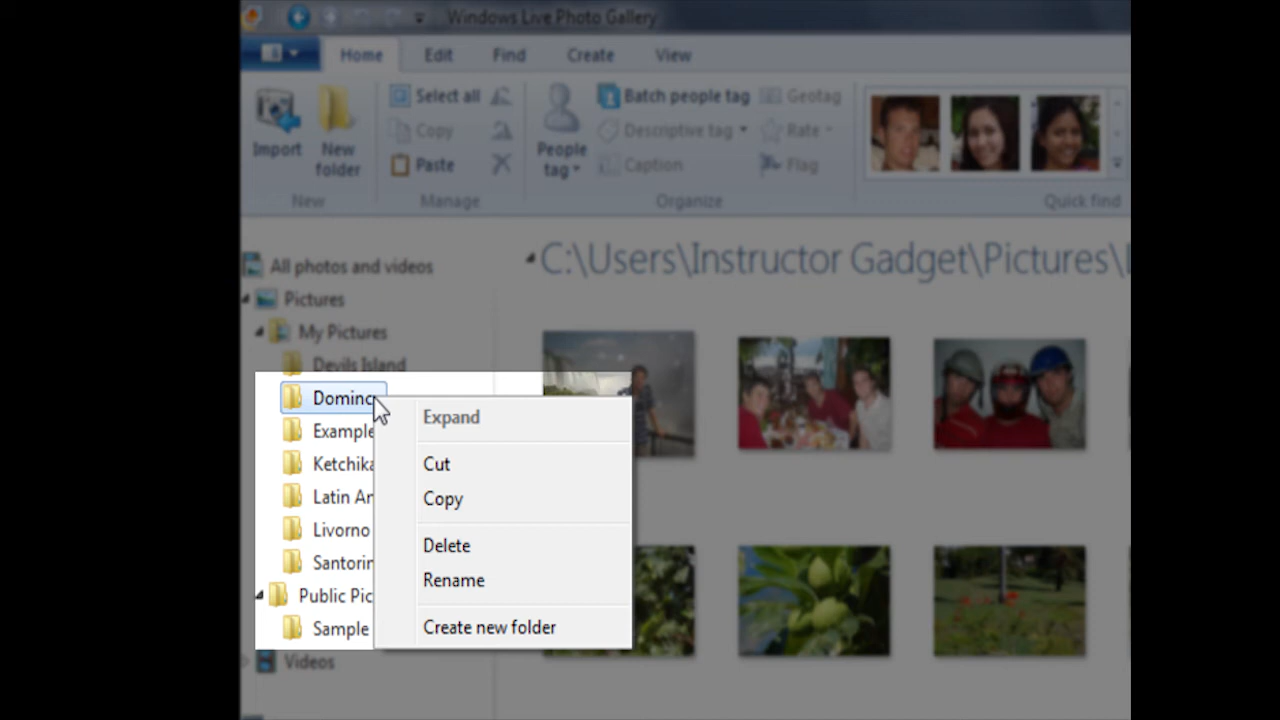 Windows Live Photo Gallery
Home Edit Find Create View
Import
New folder
New
Select all
Copy
Paste
Manage
People tag
Batch people tag
Descriptive tag
Caption
Geotag
Rate
Flag
Organize
Quick find
All photos and videos
Pictures
My Pictures
Devils Island
Dominc
Example
Ketchika
Latin An
Livorno
Santorin
Public Pic
Sample
Videos
C:\Users\Instructor Gadget\Pictures\
Expand
Cut
Copy
Delete
Rename
Create new folder